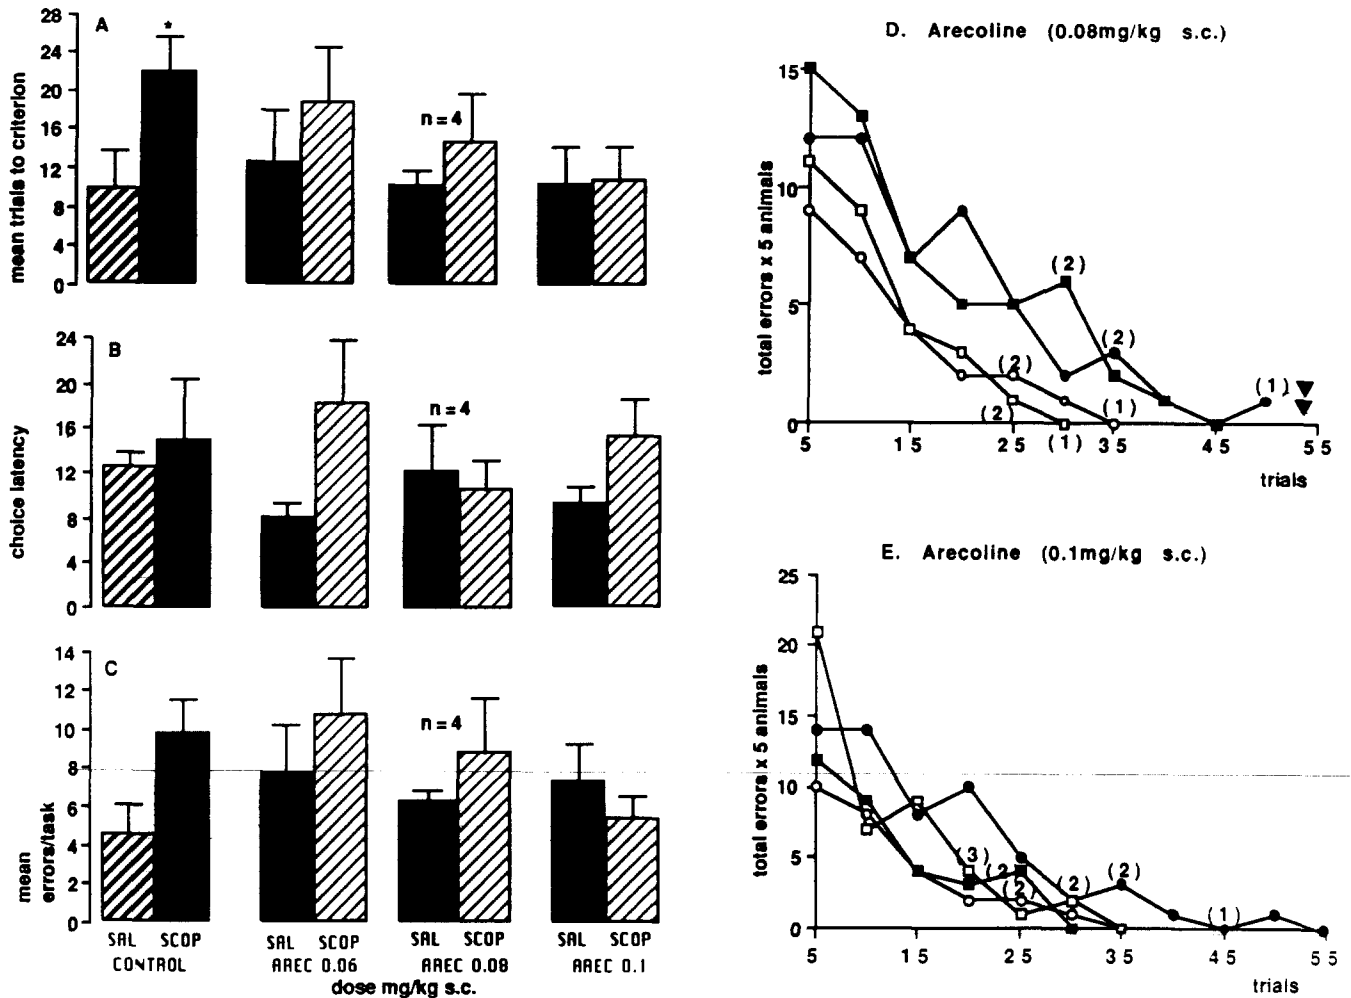 A
28
24
20
16
12
8
4
0
mean trials to criterion
*
n=4
B
24
20
16
12
8
4
0
choice latency
n=4
C
14
12
10
8
6
4
2
0
mean
errors/task
n=4
SAL SCOP
CONTROL
SAL SCOP
AREC 0.06
SAL SCOP
AREC 0.08
SAL SCOP
AREC 0.1
dose mg/kg s.c.
D. Arecoline (0.08mg/kg s.c.)
15
10
5
0
total errors x 5 animals
(2)
(2)
(2)
(2)
(1)
(1)
(1)
5 15 25 35 45 55
trials
E. Arecoline (0.1mg/kg s.c.)
25
20
15
10
5
0
total errors x 5 animals
(3)
(2)
(2)
(2)
(2)
(1)
5 15 25 35 45 55
trials